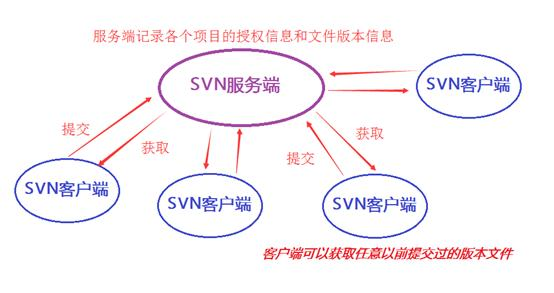 服务端记录各个项目的授权信息和文件版本信息
SVN服务端
SVN客户端
提交
获取
提交
获取
SVN客户端
SVN客户端
SVN客户端
客户端可以获取任意以前提交过的版本文件